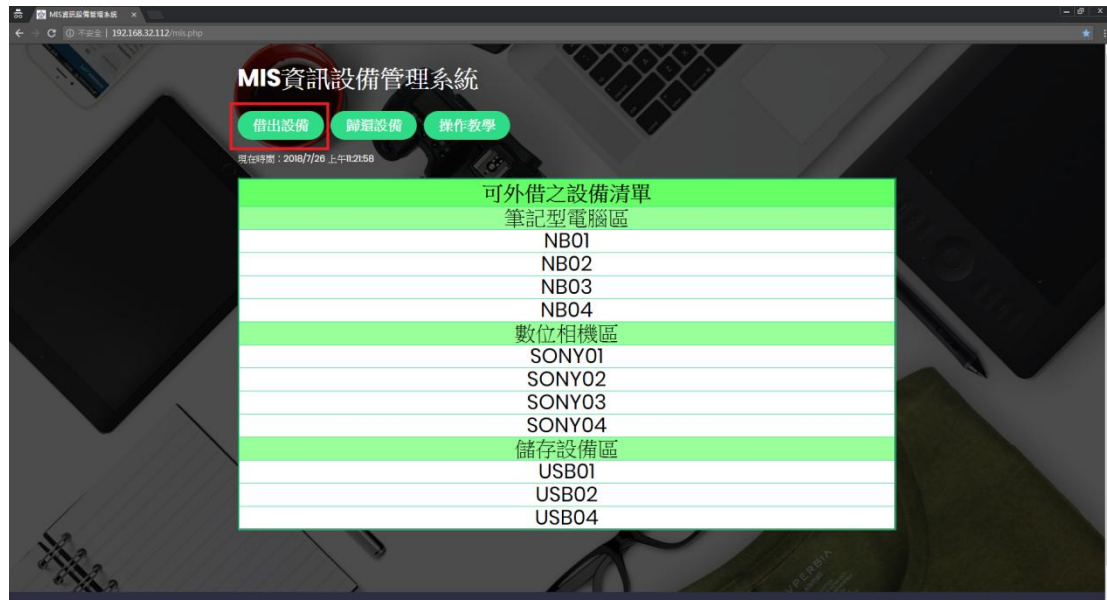 MIS資訊設備管理系統
不安全 | 192.168.32.112/mis.php
MIS資訊設備管理系統
借出設備 歸還設備 操作教學
現在時間：2018/7/26 上午11:21:58
可外借之設備清單
筆記型電腦區
NB01
NB02
NB03
NB04
數位相機區
SONY01
SONY02
SONY03
SONY04
儲存設備區
USB01
USB02
USB04